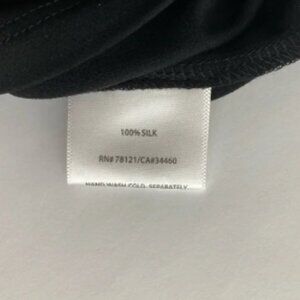 100% SILK
RN# 78121/CA#34460
HAND WASH COLD SEPARATELY